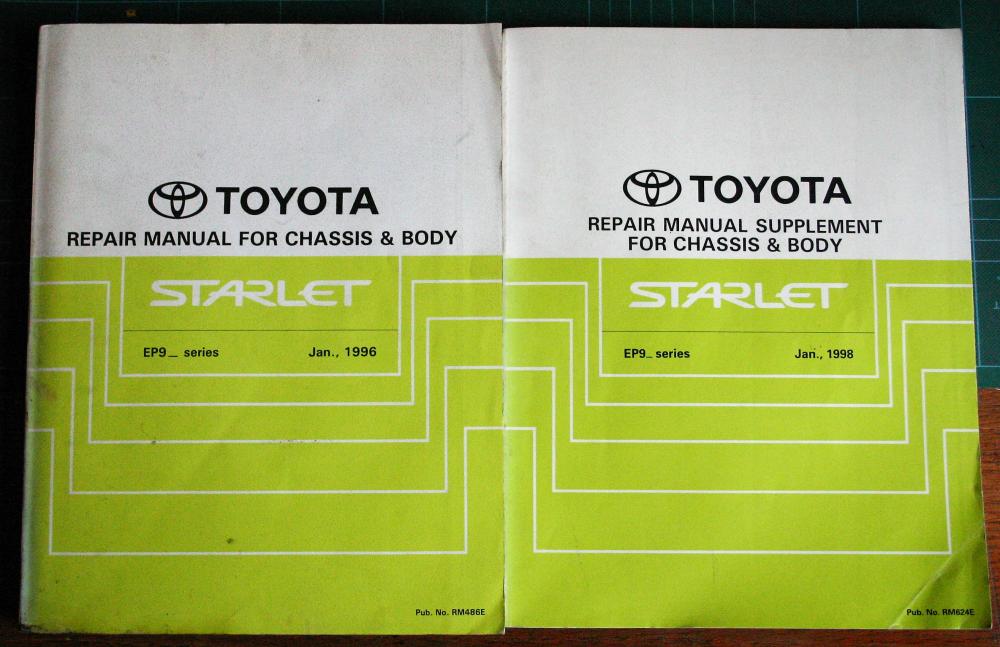 TOYOTA
REPAIR MANUAL FOR CHASSIS & BODY
STARLET
EP9_ series Jan., 1996
Pub. No. RM486E
TOYOTA
REPAIR MANUAL SUPPLEMENT
FOR CHASSIS & BODY
STARLET
EP9_ series Jan., 1998
Pub. No. RM624E